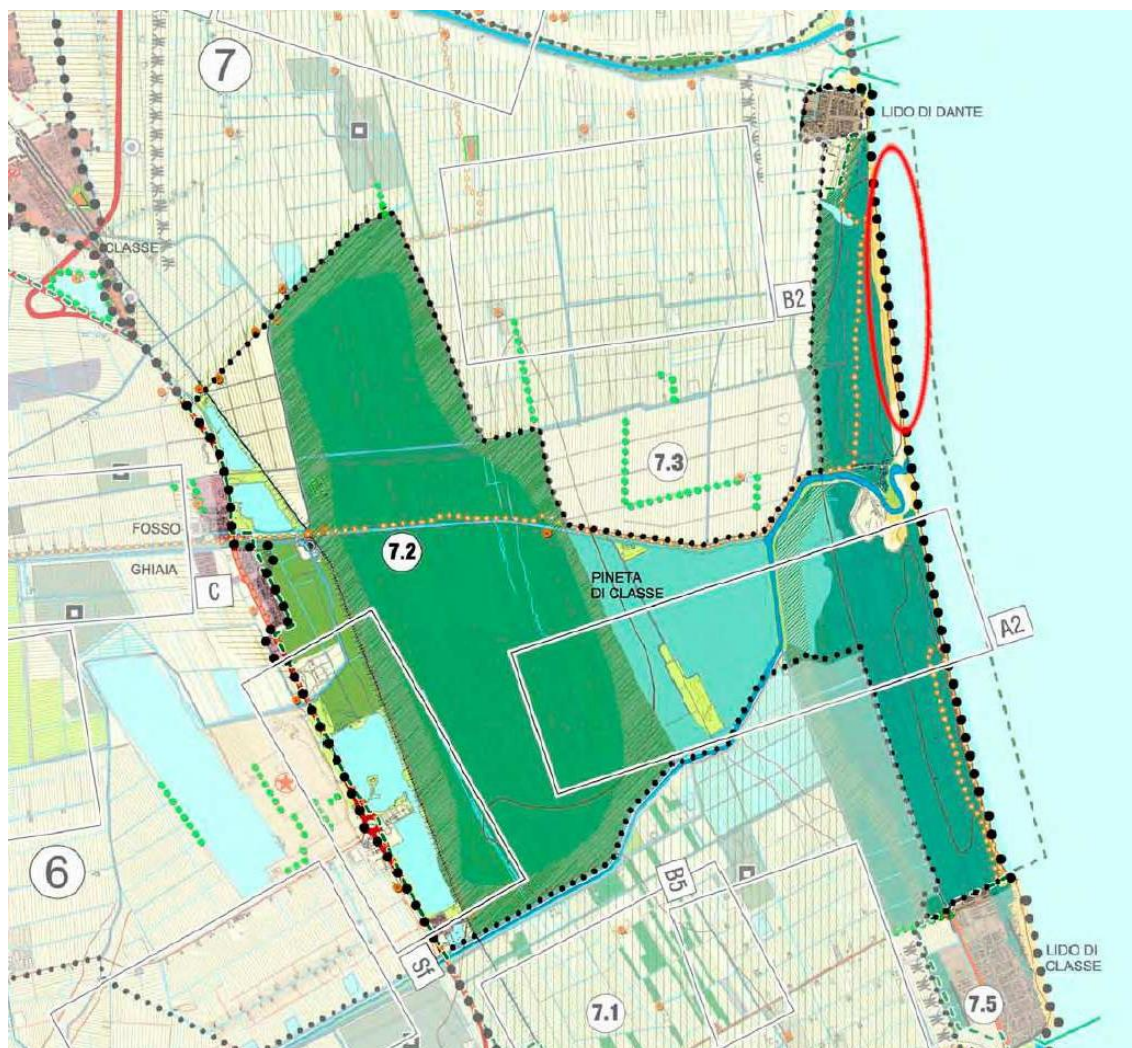 7
LIDO DI DANTE
CLASSE
B2
7.3
FOSSO
GHIAIA
7.2
C
PINETA
DI CLASSE
A2
6
B5
Sf
LIDO DI
CLASSE
7.1
7.5